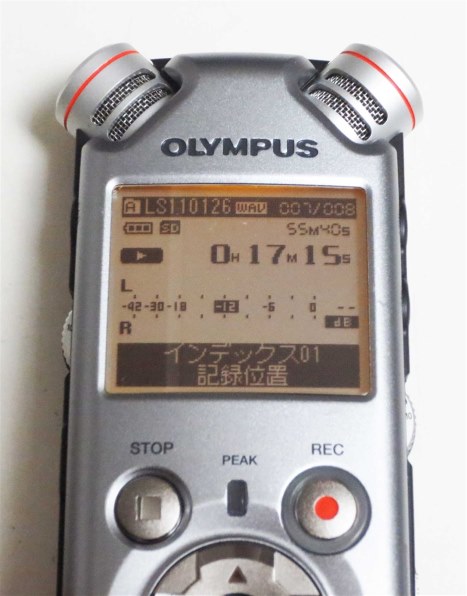 OLYMPUS
A LS110126 WAV 007/008
SD 55M40s
0H 17M 15s
L
-42-30-18 -12 -6 0 --
R dB
インデックス01
記録位置
STOP PEAK REC